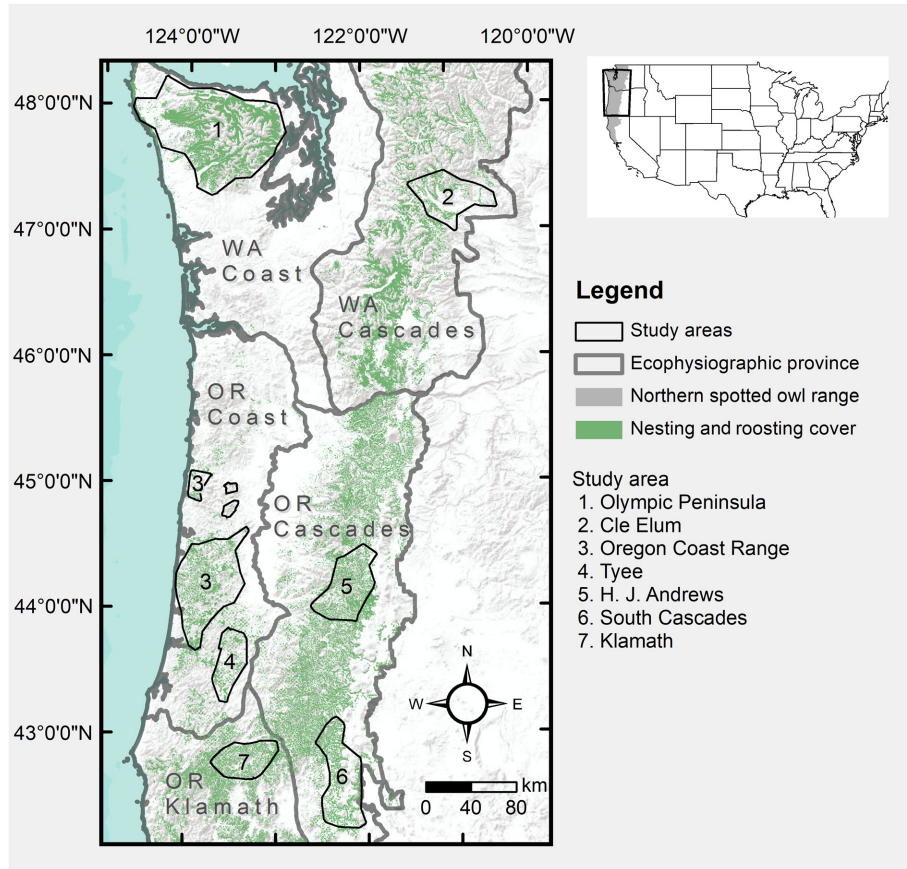 124°0'0"W 122°0'0"W 120°0'0"W
48°0'0"N
47°0'0"N
46°0'0"N
45°0'0"N
44°0'0"N
43°0'0"N
1
2
WA
Coast
WA
Cascades
OR
Coast
3
OR
Cascades
3
5
4
7
6
OR
Klamath
N
W E
S
km
0 40 80
Legend
Study areas
Ecophysiographic province
Northern spotted owl range
Nesting and roosting cover
Study area
1. Olympic Peninsula
2. Cle Elum
3. Oregon Coast Range
4. Tyee
5. H. J. Andrews
6. South Cascades
7. Klamath